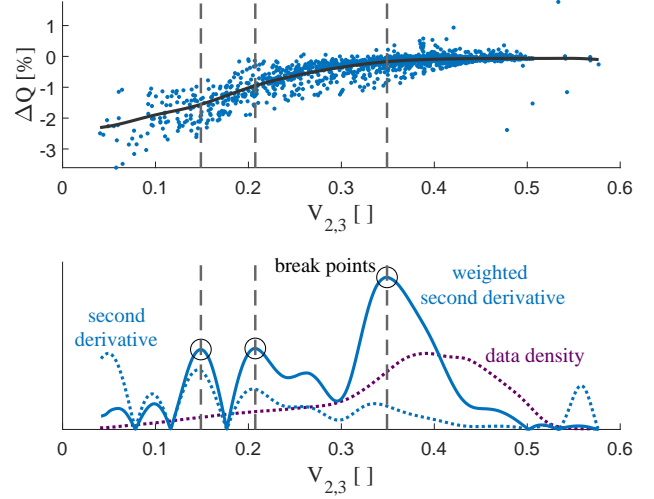 1
0
-1
-2
-3
ΔQ [%]
0 0.1 0.2 0.3 0.4 0.5 0.6
V2,3 [ ]
break points
weighted
second derivative
second
derivative
data density
0 0.1 0.2 0.3 0.4 0.5 0.6
V2,3 [ ]